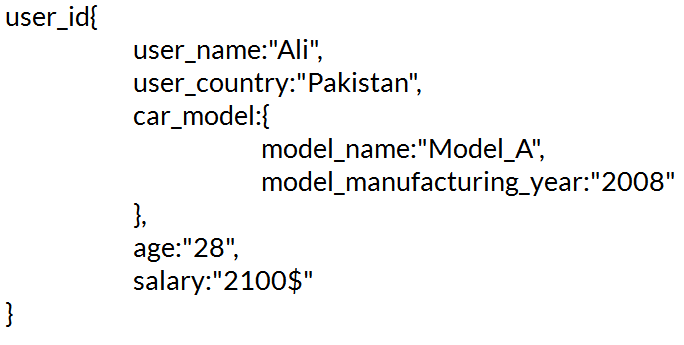 user_id{
user_name:"Ali",
user_country:"Pakistan",
car_model:{
model_name:"Model_A",
model_manufacturing_year:"2008"
},
age:"28",
salary:"2100$"
}